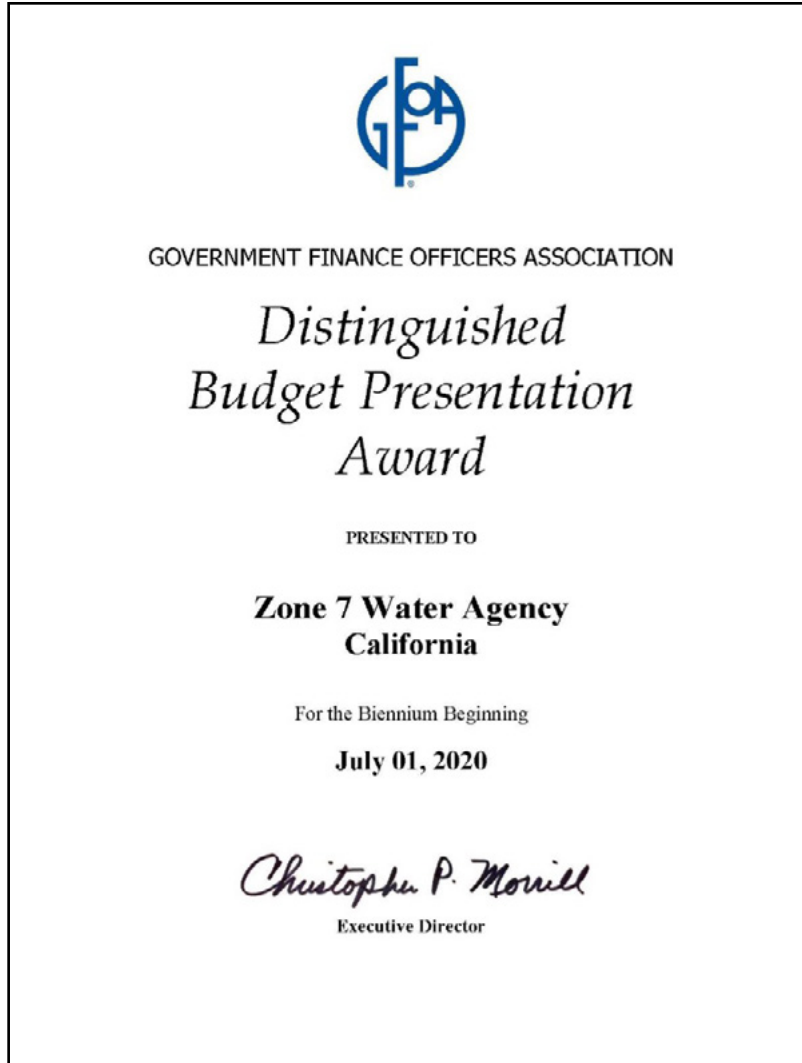 GFOA®
GOVERNMENT FINANCE OFFICERS ASSOCIATION
Distinguished
Budget Presentation
Award
PRESENTED TO
Zone 7 Water Agency
California
For the Biennium Beginning
July 01, 2020
Christopher P. Morrill
Executive Director